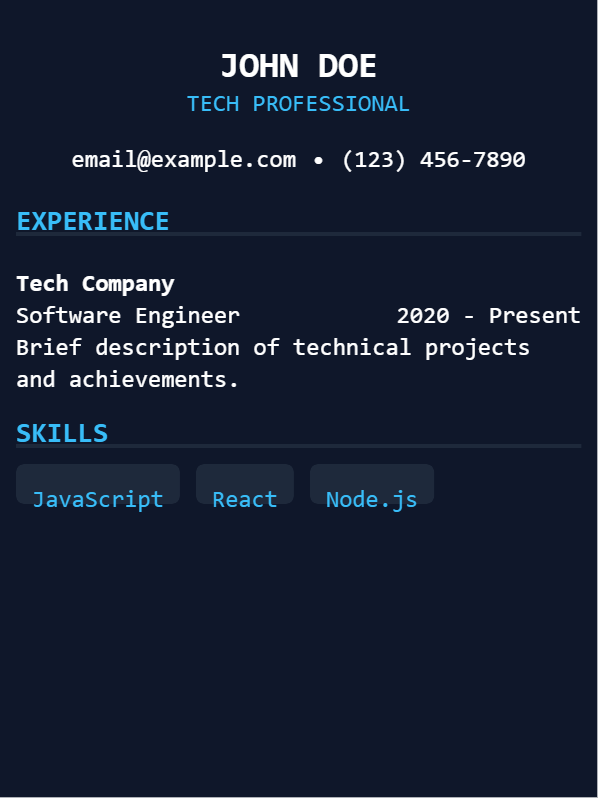 JOHN DOE
TECH PROFESSIONAL
email@example.com • (123) 456-7890
EXPERIENCE
Tech Company
Software Engineer 2020 - Present
Brief description of technical projects
and achievements.
SKILLS
JavaScript React Node.js